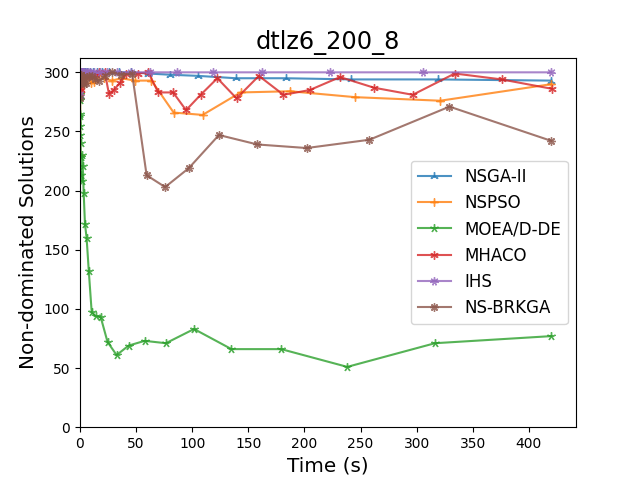 dtlz6_200_8
Non-dominated Solutions
300
250
200
150
100
50
0
NSGA-II
NSPSO
MOEA/D-DE
MHACO
IHS
NS-BRKGA
0 50 100 150 200 250 300 350 400
Time (s)